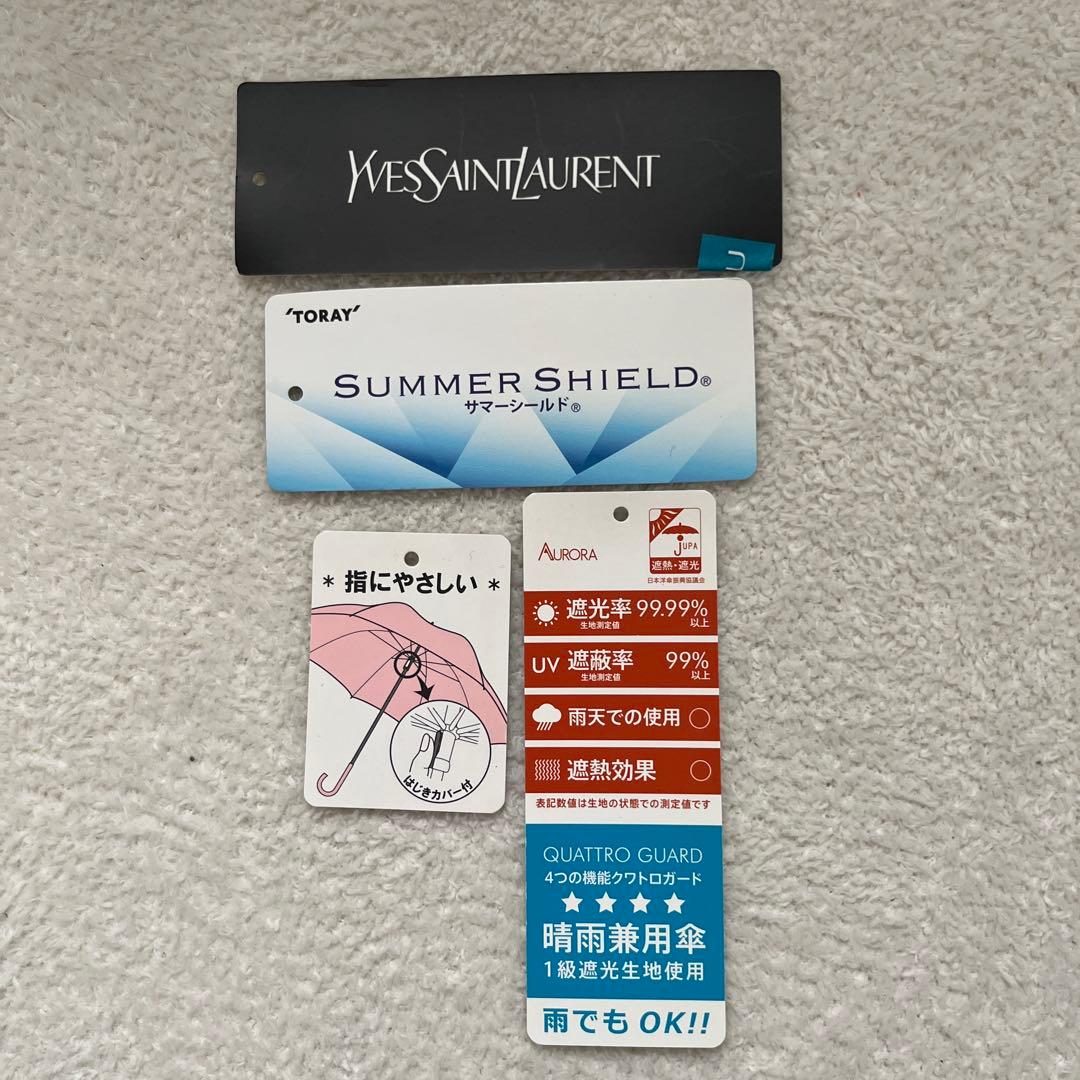 YVESSAINTLAURENT
U
'TORAY'
SUMMER SHIELD®
サマーシールド®
* 指にやさしい *
はじきカバー付
AURORA
JUPA
遮熱・遮光
日本洋傘振興協議会
遮光率 99.99%
生地測定値 以上
UV 遮蔽率 99%
生地測定値 以上
雨天での使用 ○
遮熱効果 ○
表記数値は生地の状態での測定値です
QUATTRO GUARD
4つの機能クワトロガード
★ ★ ★ ★
晴雨兼用傘
1級遮光生地使用
雨でも OK!!